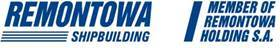 REMONTOWA
SHIPBUILDING
MEMBER OF
REMONTOWA
HOLDING S.A.